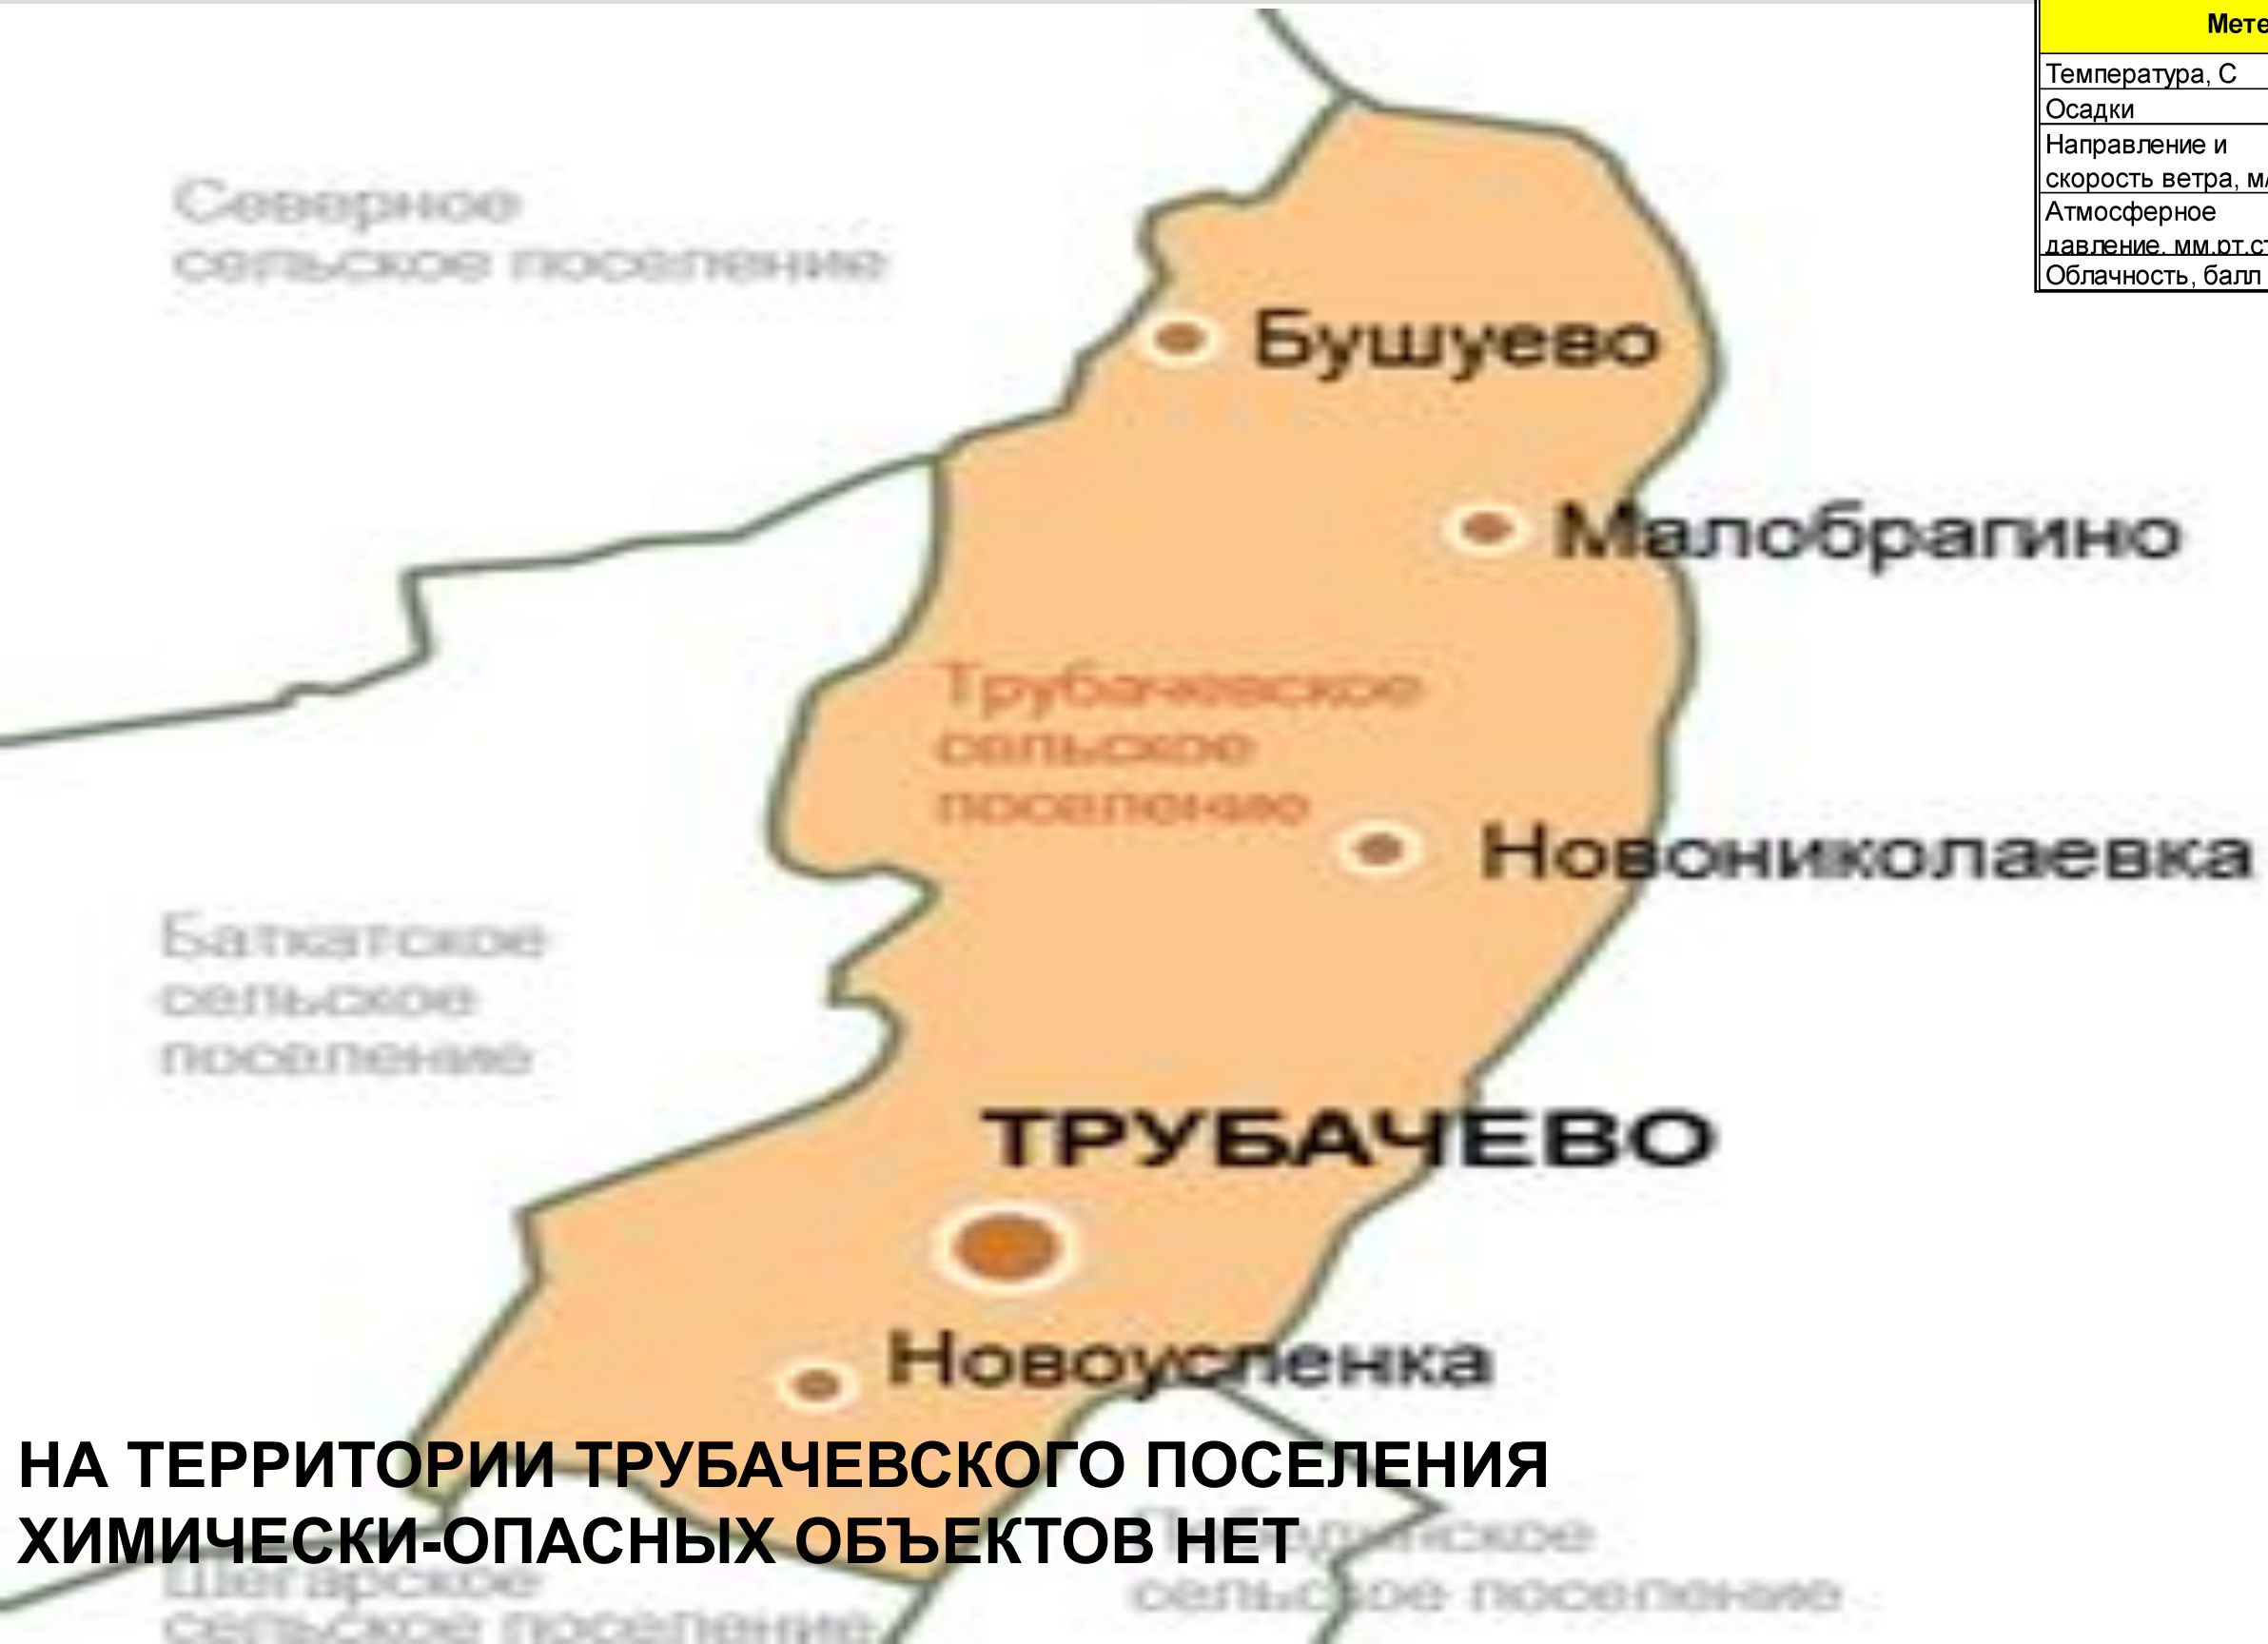 Мете
Температура, С
Осадки
Направление и
скорость ветра, м/
Атмосферное
давление, мм.рт.ст
Облачность, балл
Северное
сельское поселение
Бушуево
Малобрагино
Трубачевское
сельское
поселение
Новониколаевка
Баткатское
сельское
поселение
ТРУБАЧЕВО
Новоуспенка
НА ТЕРРИТОРИИ ТРУБАЧЕВСКОГО ПОСЕЛЕНИЯ
ХИМИЧЕСКИ-ОПАСНЫХ ОБЪЕКТОВ НЕТ
сельское поселение
Шегарское
сельское поселение